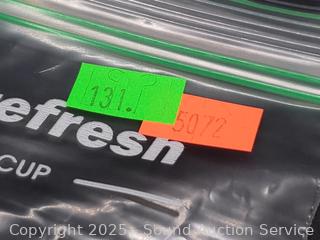 131.
5072
efresh
CUP
Copyright 2025 - Sound Auction Service